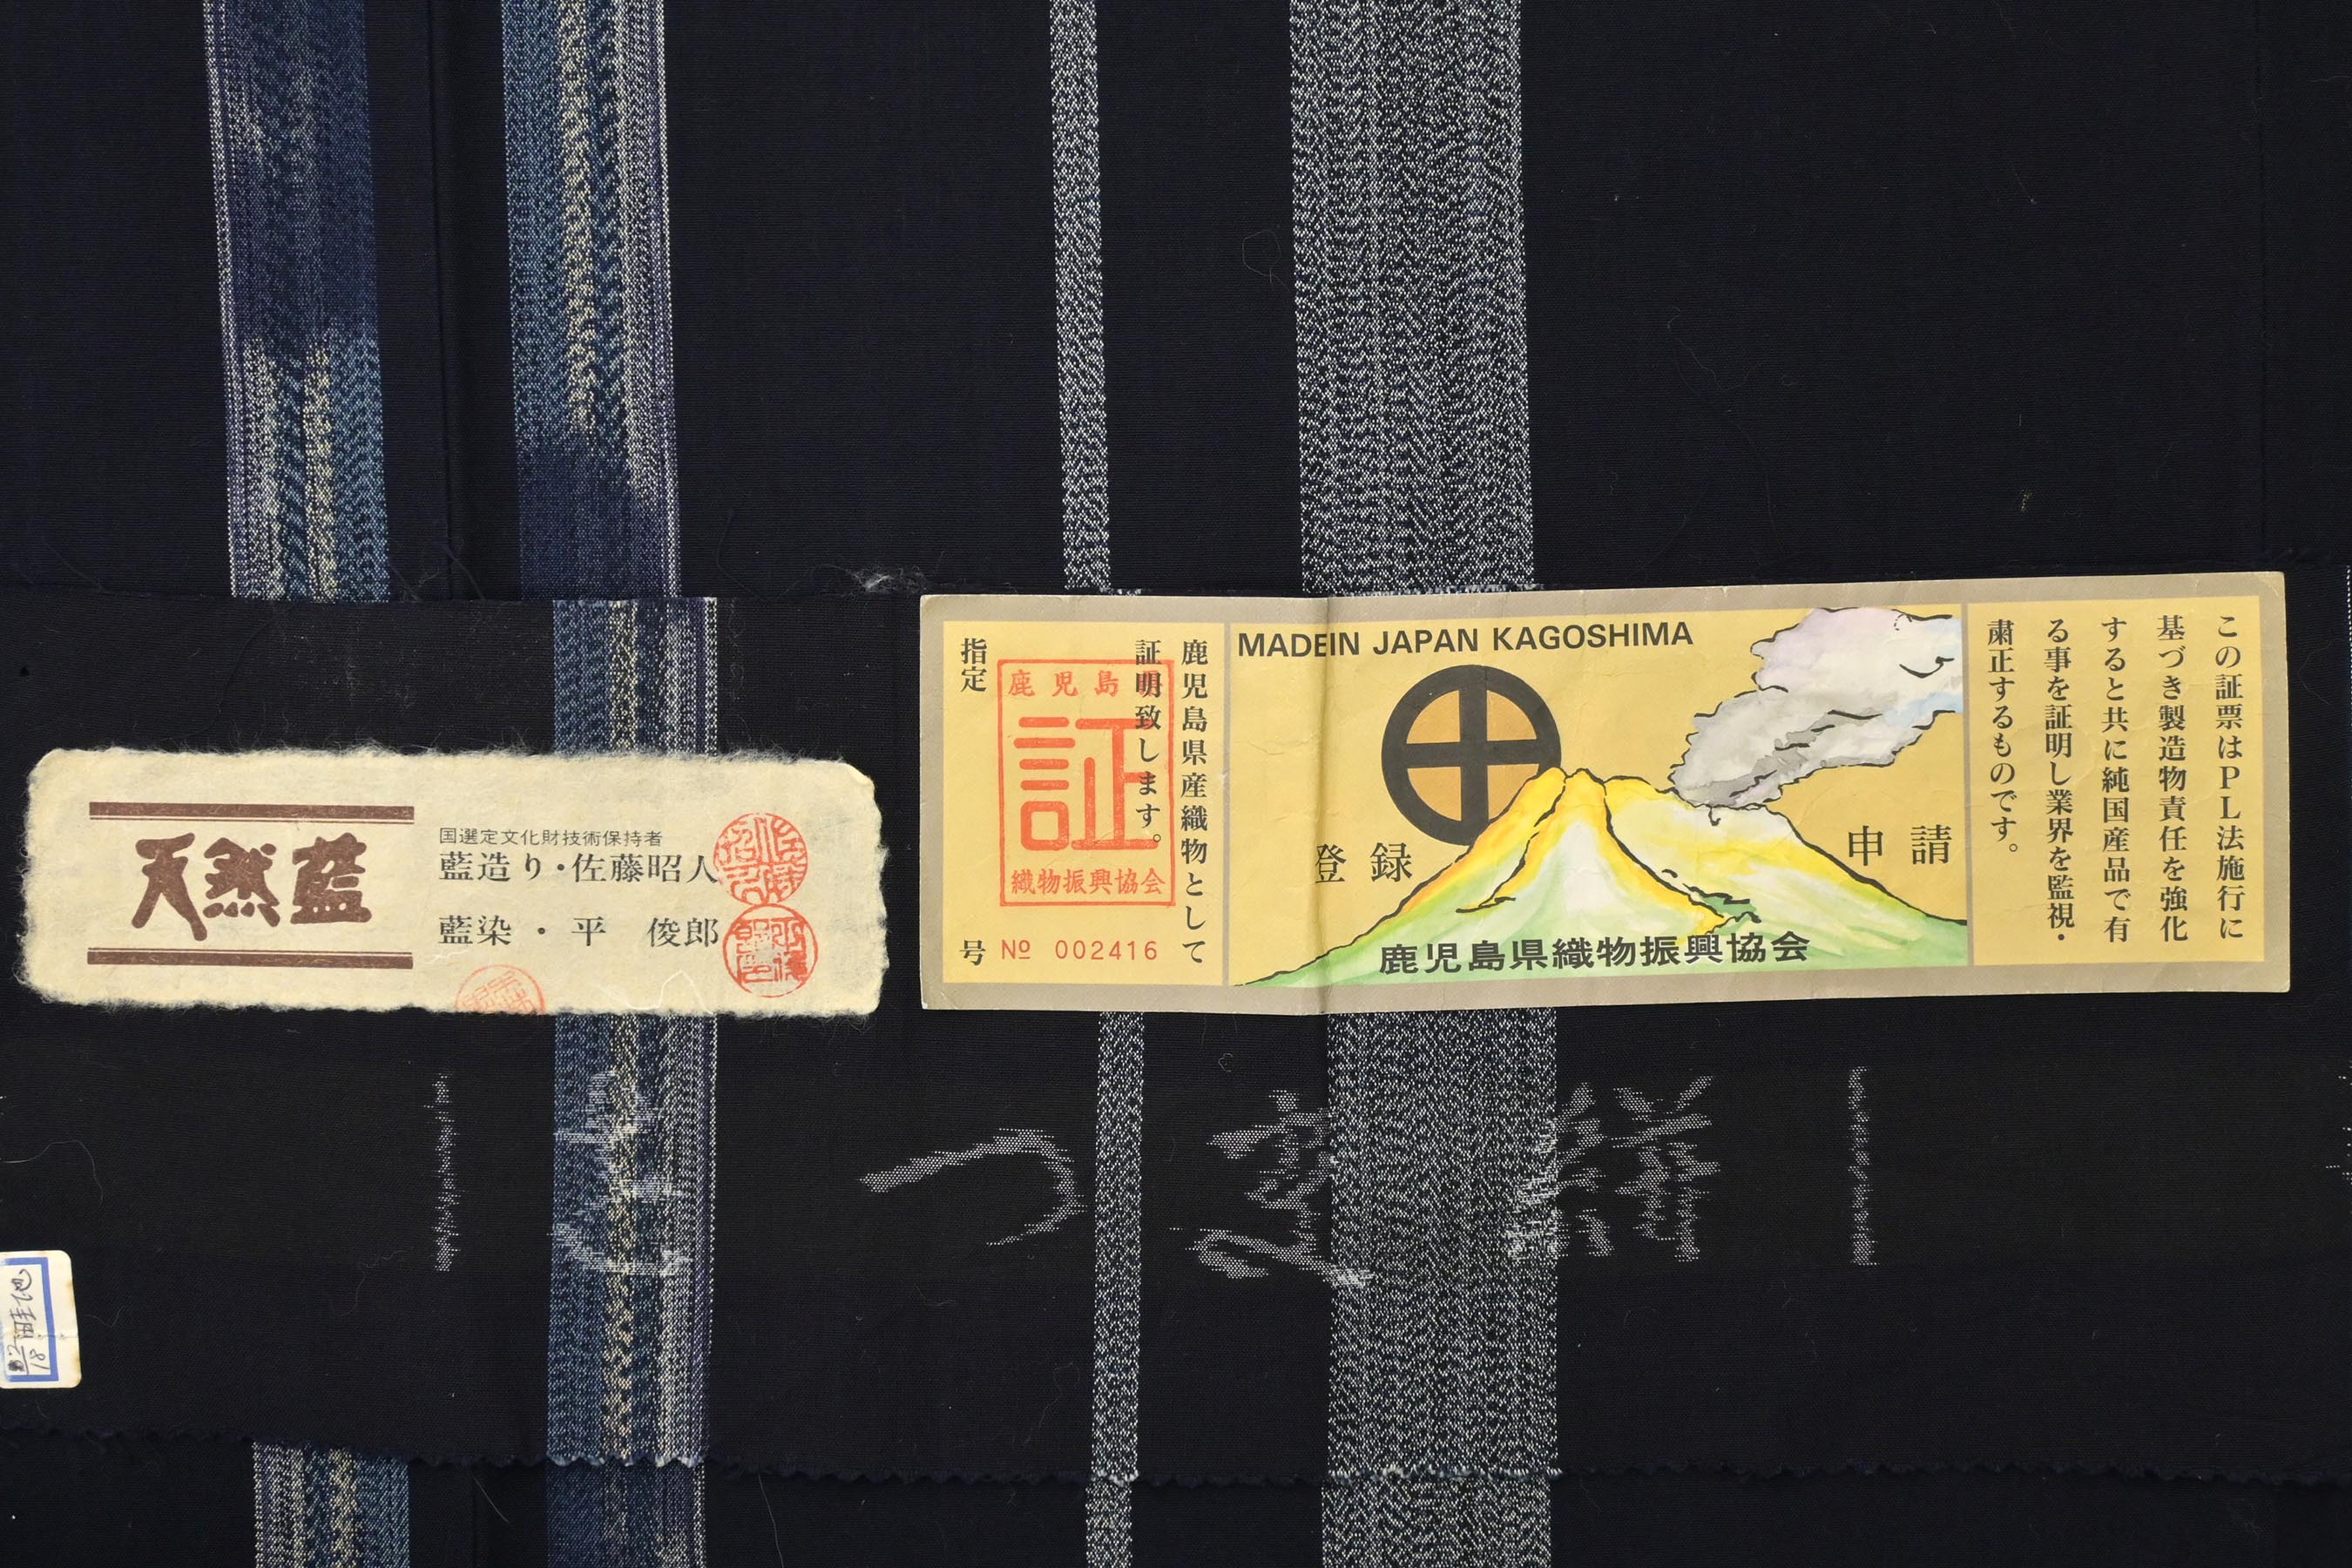 天然藍
国選定文化財技術保持者
藍造り・佐藤昭人
藍染・平　俊郎
この証票はPL法施行に
基づき製造物責任を強化
すると共に純国産品で有
る事を証明し業界を監視・
粛正するものです。
MADEIN JAPAN KAGOSHIMA
登録
申請
鹿児島県織物振興協会
鹿児島県産織物として
証明致します。
鹿児島県
証
織物振興協会
指定
号
№ 002416